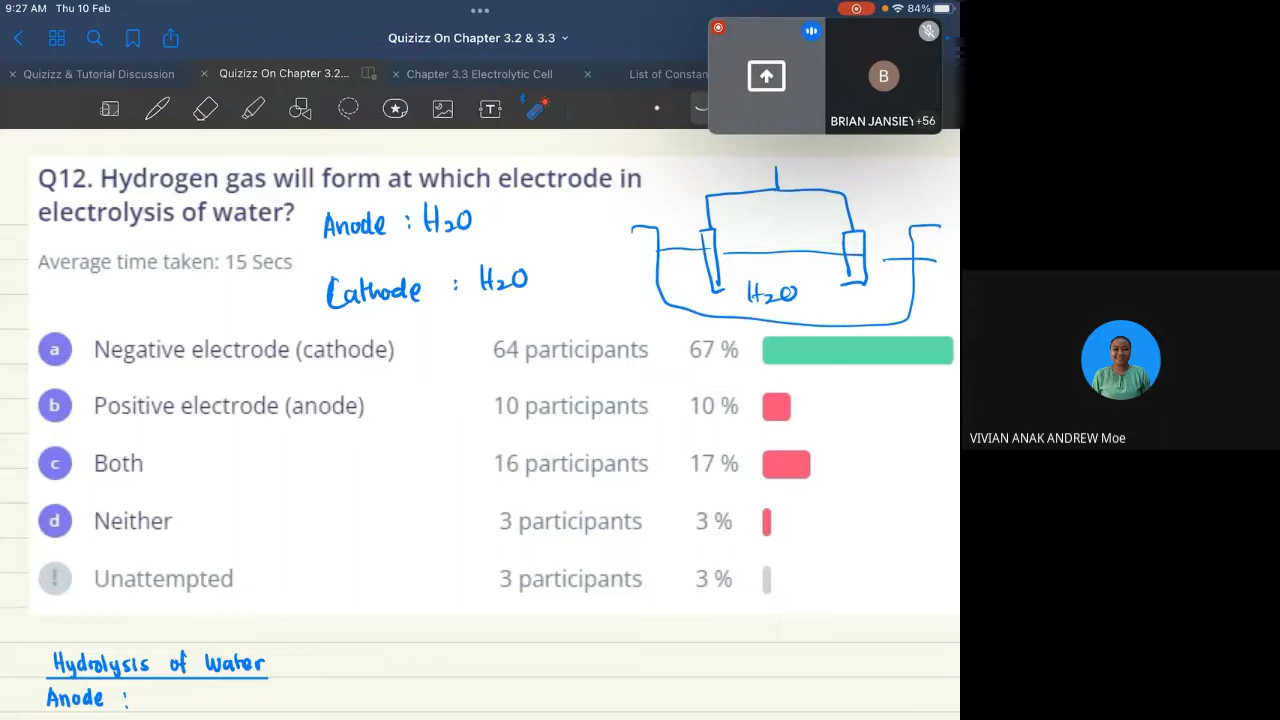 9:27 AM Thu 10 Feb
84%
Quizizz On Chapter 3.2 & 3.3
Quizizz & Tutorial Discussion
Quizizz On Chapter 3.2...
Chapter 3.3 Electrolytic Cell
List of Constan
B
BRIAN JANSIEY +56
Q12. Hydrogen gas will form at which electrode in
electrolysis of water?
Anode : H2O
Average time taken: 15 Secs
Cathode : H2O
H2O
a Negative electrode (cathode) 64 participants 67 %
b Positive electrode (anode) 10 participants 10 %
c Both 16 participants 17 %
d Neither 3 participants 3 %
! Unattempted 3 participants 3 %
Hydrolysis of Water
Anode :
VIVIAN ANAK ANDREW Moe